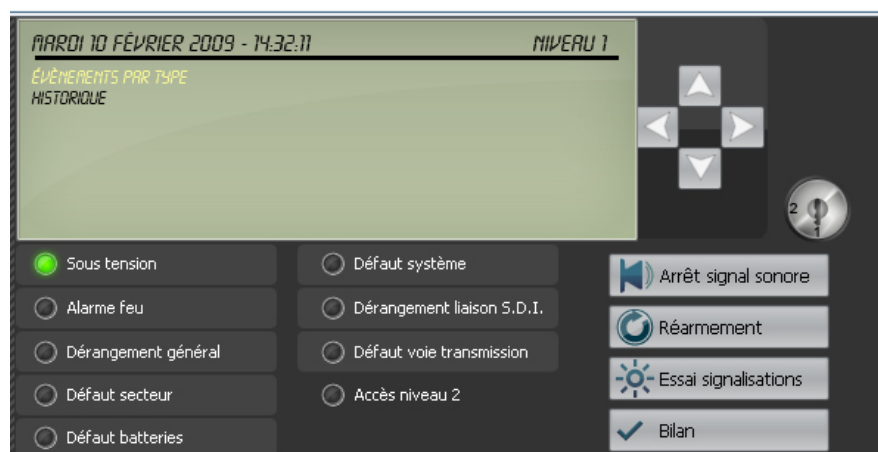 MARDI 10 FÉVRIER 2009 - 14:32:11 NIVEAU 1
ÉVÈNEMENTS PAR TYPE
HISTORIQUE
2
1
Sous tension
Défaut système
Arrêt signal sonore
Alarme feu
Dérangement liaison S.D.I.
Réarmement
Dérangement général
Défaut voie transmission
Essai signalisations
Défaut secteur
Accès niveau 2
Bilan
Défaut batteries